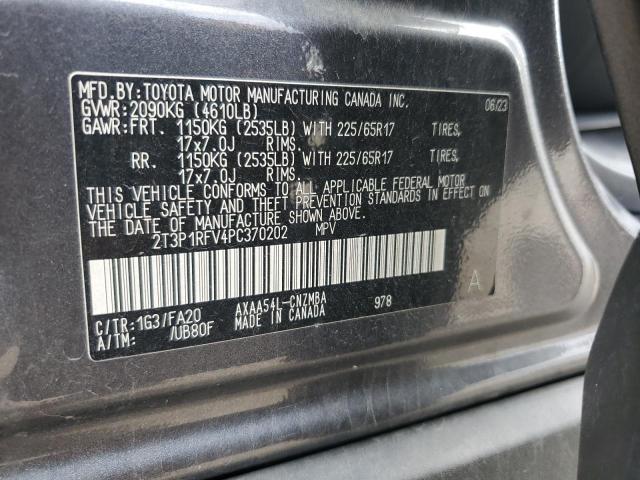 MFD.BY:TOYOTA MOTOR MANUFACTURING CANADA INC.
GVWR:2090KG (4610LB) 06/23
GAWR:FRT. 1150KG (2535LB) WITH 225/65R17 TIRES,
17x7.0J RIMS.
RR. 1150KG (2535LB) WITH 225/65R17 TIRES,
17x7.0J RIMS.
THIS VEHICLE CONFORMS TO ALL APPLICABLE FEDERAL MOTOR
VEHICLE SAFETY AND THEFT PREVENTION STANDARDS IN EFFECT ON
THE DATE OF MANUFACTURE SHOWN ABOVE.
2T3P1RFV4PC370202 MPV
A
C/TR:1G3/FA20 AXAA54L-CNZMBA 978
A/TM: /UB80F MADE IN CANADA